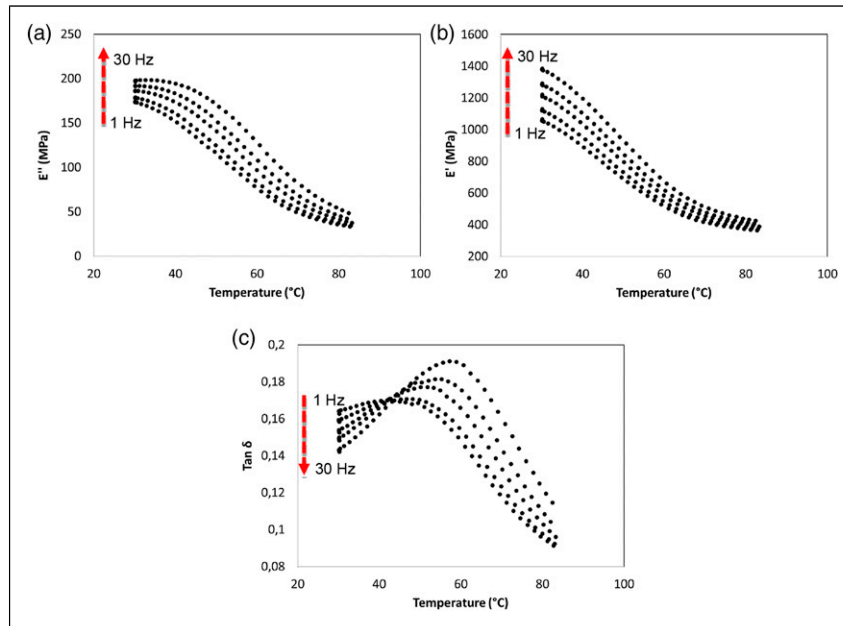 (a)
250
200
150
100
50
0
E'' (MPa)
30 Hz
1 Hz
20 40 60 80 100
Temperature (°C)
(b)
1600
1400
1200
1000
800
600
400
200
E' (MPa)
30 Hz
1 Hz
20 40 60 80 100
Temperature (°C)
(c)
0,2
0,18
0,16
0,14
0,12
0,1
0,08
Tan δ
1 Hz
30 Hz
20 40 60 80 100
Temperature (°C)